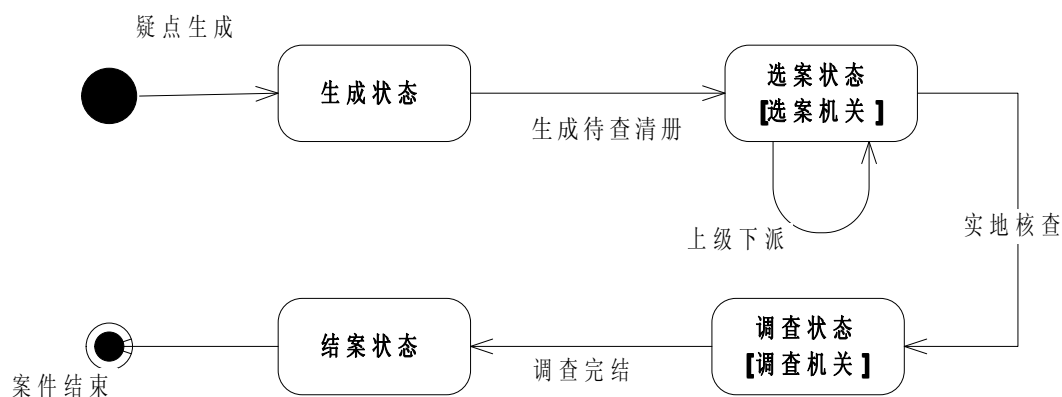 疑点生成
生成状态
选案状态
[选案机关]
生成待查清册
上级下派
实地核查
调查状态
[调查机关]
调查完结
结案状态
案件结束